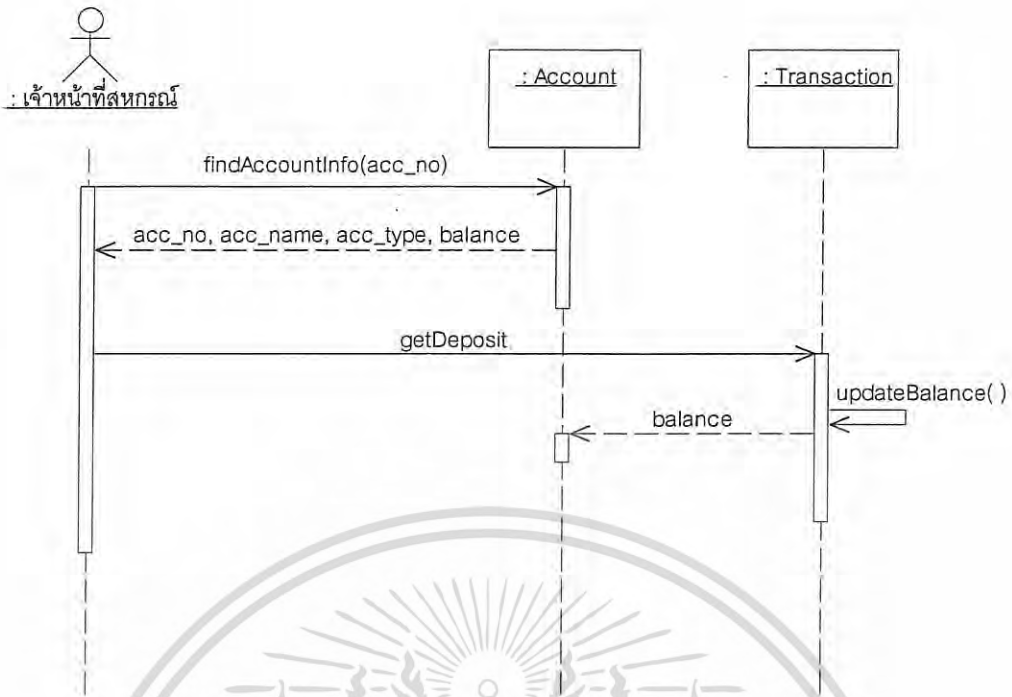 : Account
: Transaction
: เจ้าหน้าที่สหกรณ์
findAccountInfo(acc_no)
acc_no, acc_name, acc_type, balance
getDeposit
updateBalance( )
balance